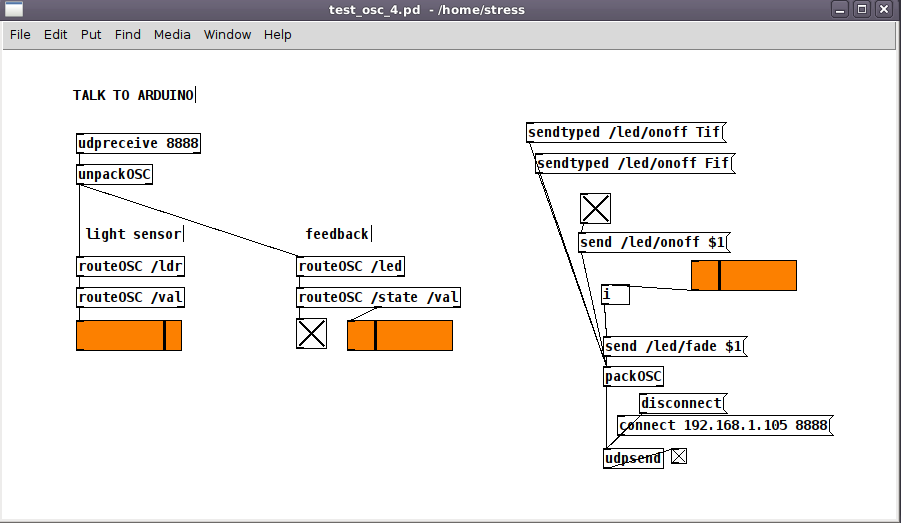 test_osc_4.pd - /home/stress
File Edit Put Find Media Window Help
TALK TO ARDUINO
udpreceive 8888
unpackOSC
light sensor
feedback
routeOSC /ldr
routeOSC /led
routeOSC /val
routeOSC /state /val
sendtyped /led/onoff Tif
sendtyped /led/onoff Fif
send /led/onoff $1
i
send /led/fade $1
packOSC
disconnect
connect 192.168.1.105 8888
udpsend